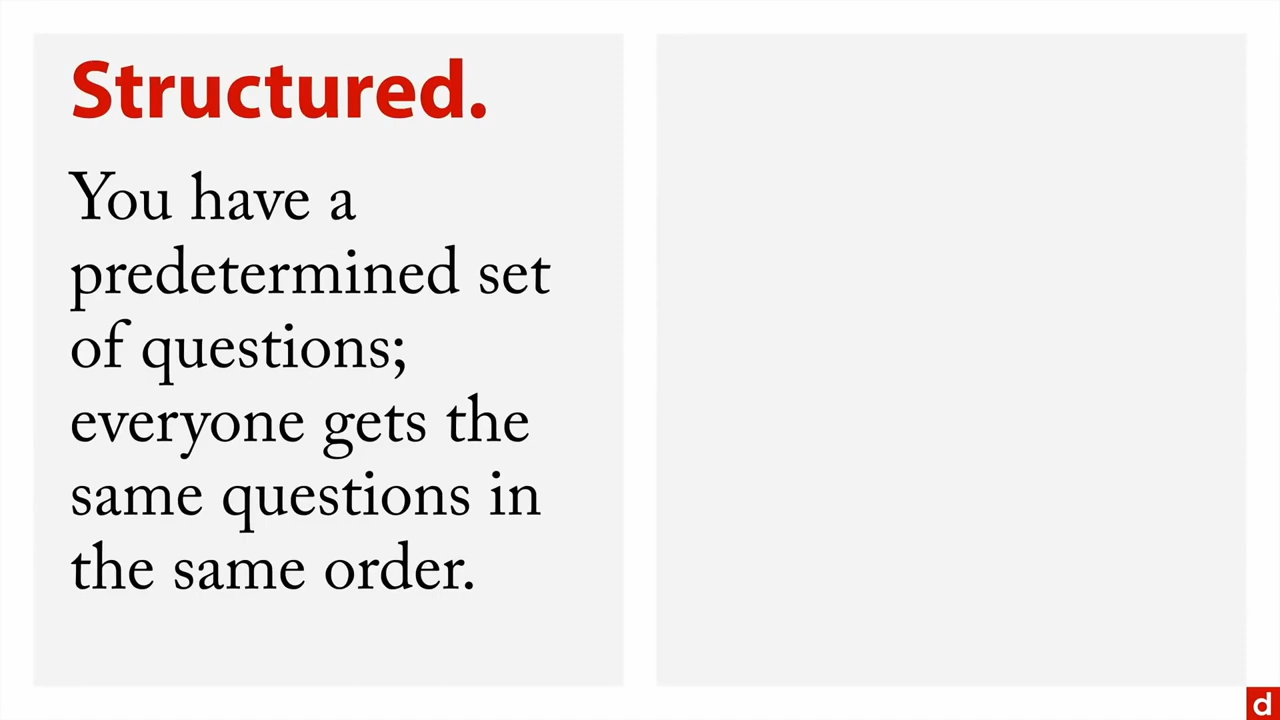 Structured.
You have a
predetermined set
of questions;
everyone gets the
same questions in
the same order.
d